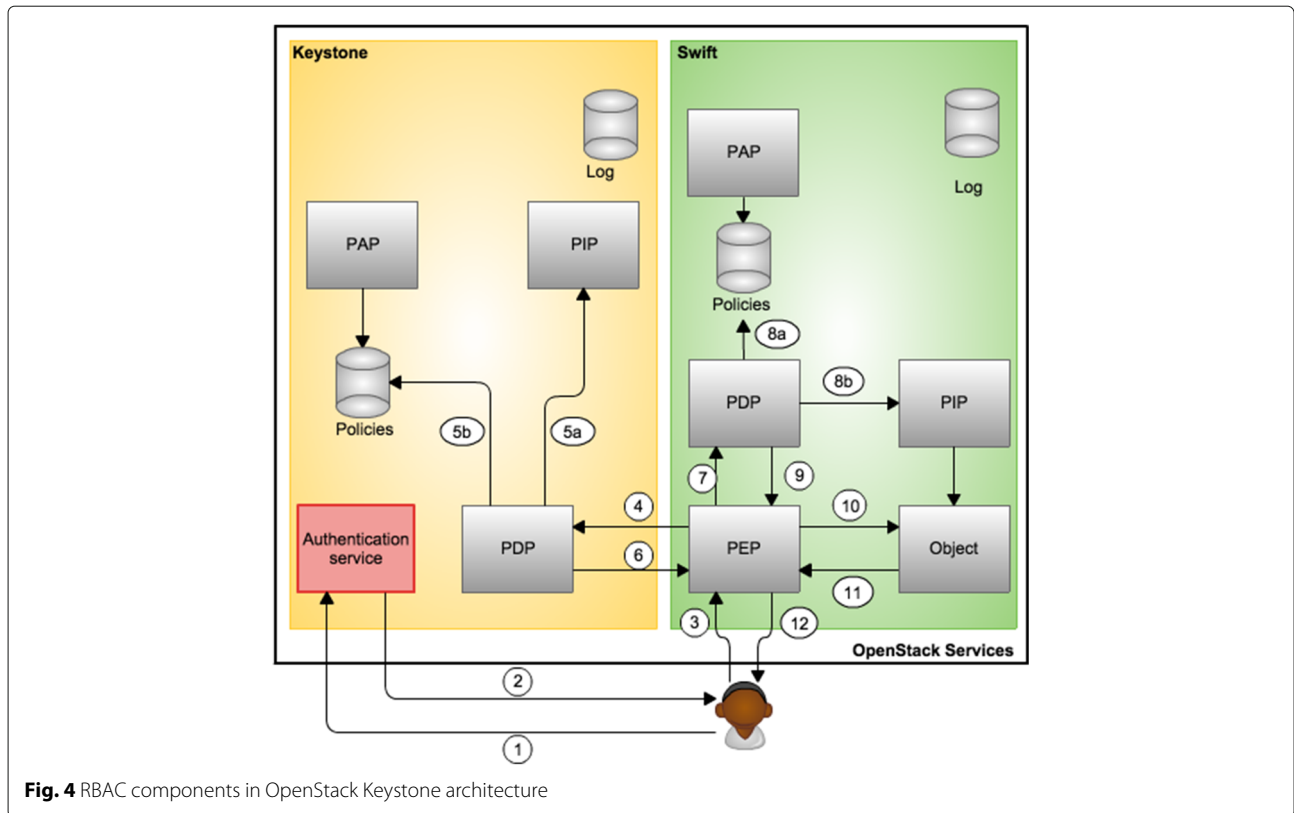 Keystone
Swift
Log
PAP
Log
PAP
PIP
Policies
8a
8b
PDP
PIP
Policies
5b
5a
7
9
4
10
Authentication
service
PDP
PEP
Object
6
11
3
12
OpenStack Services
2
1
Fig. 4 RBAC components in OpenStack Keystone architecture